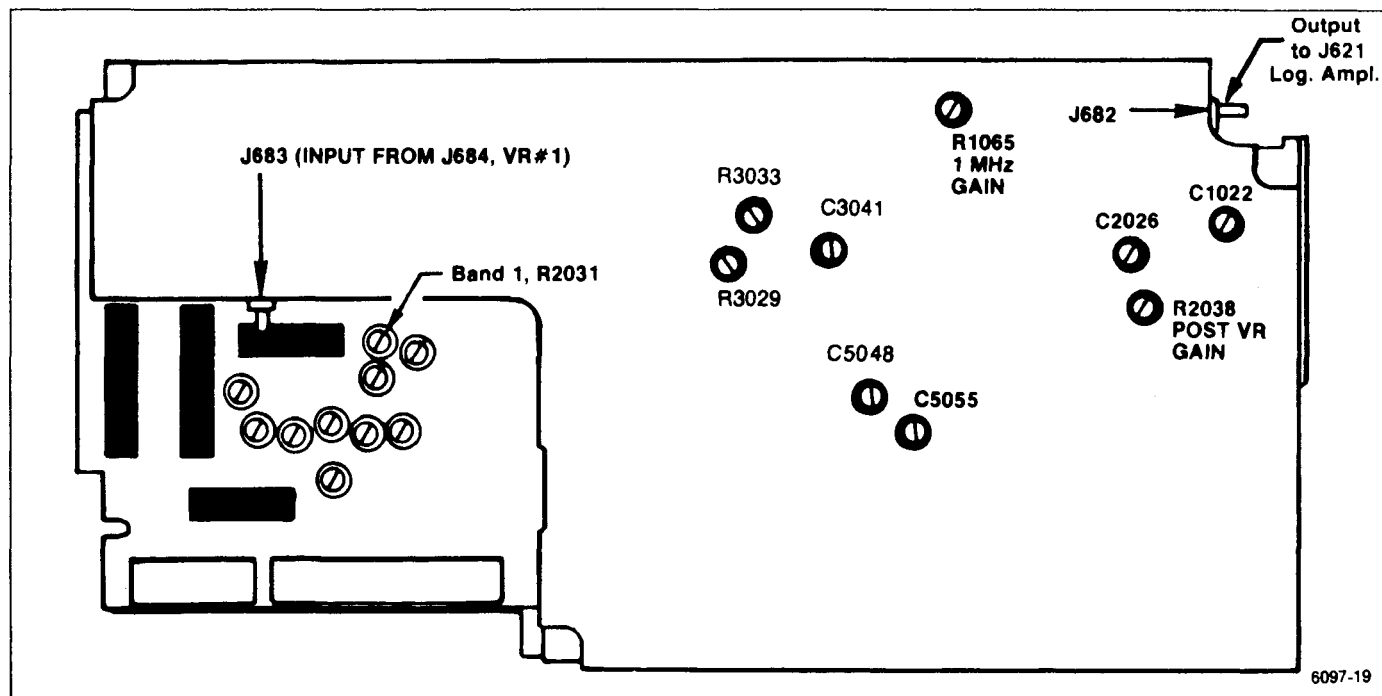 Output
to J621
Log. Ampl.
J682
R1065
1 MHz
GAIN
J683 (INPUT FROM J684, VR#1)
R3033
C3041
C1022
C2026
Band 1, R2031
R3029
R2038
POST VR
GAIN
C5048
C5055
6097-19